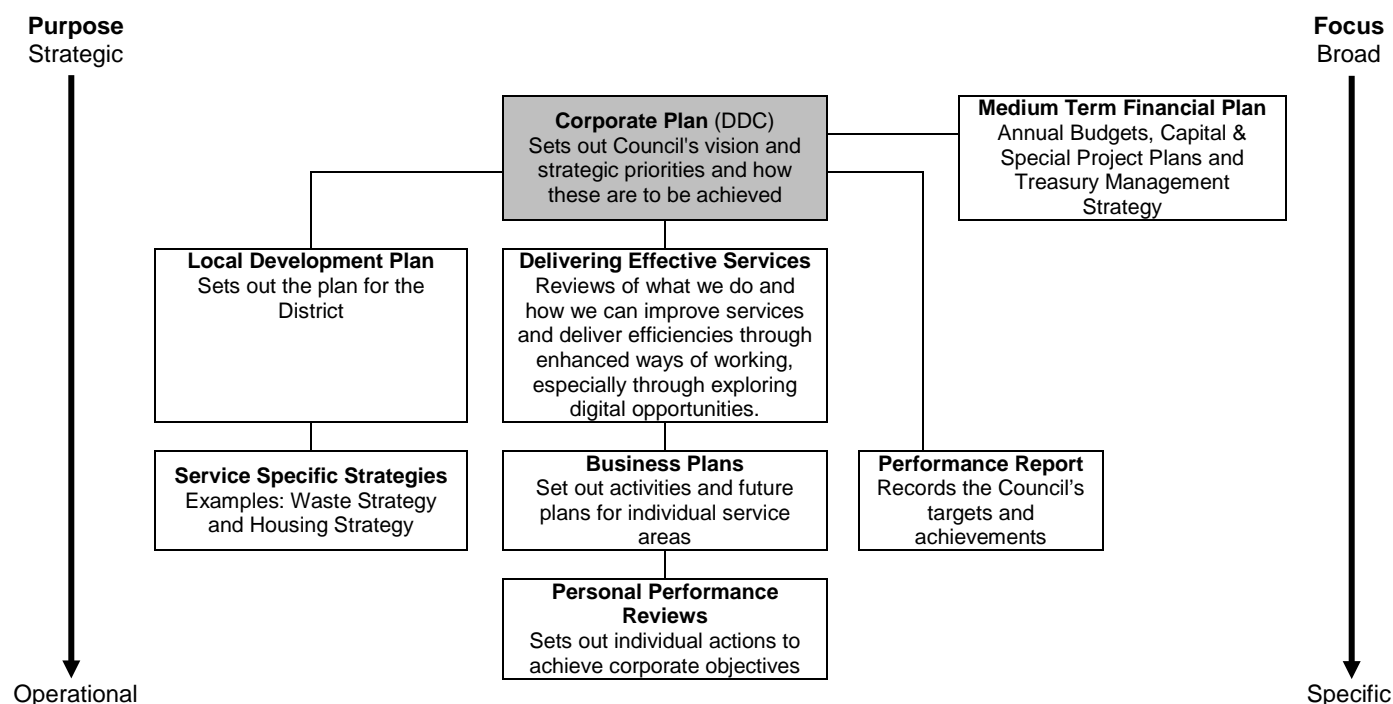 Purpose
Strategic
Focus
Broad
Corporate Plan (DDC)
Sets out Council's vision and
strategic priorities and how
these are to be achieved
Medium Term Financial Plan
Annual Budgets, Capital &
Special Project Plans and
Treasury Management
Strategy
Local Development Plan
Sets out the plan for the
District
Delivering Effective Services
Reviews of what we do and
how we can improve services
and deliver efficiencies through
enhanced ways of working,
especially through exploring
digital opportunities.
Service Specific Strategies
Examples: Waste Strategy
and Housing Strategy
Business Plans
Set out activities and future
plans for individual service
areas
Performance Report
Records the Council’s
targets and
achievements
Personal Performance
Reviews
Sets out individual actions to
achieve corporate objectives
Operational
Specific